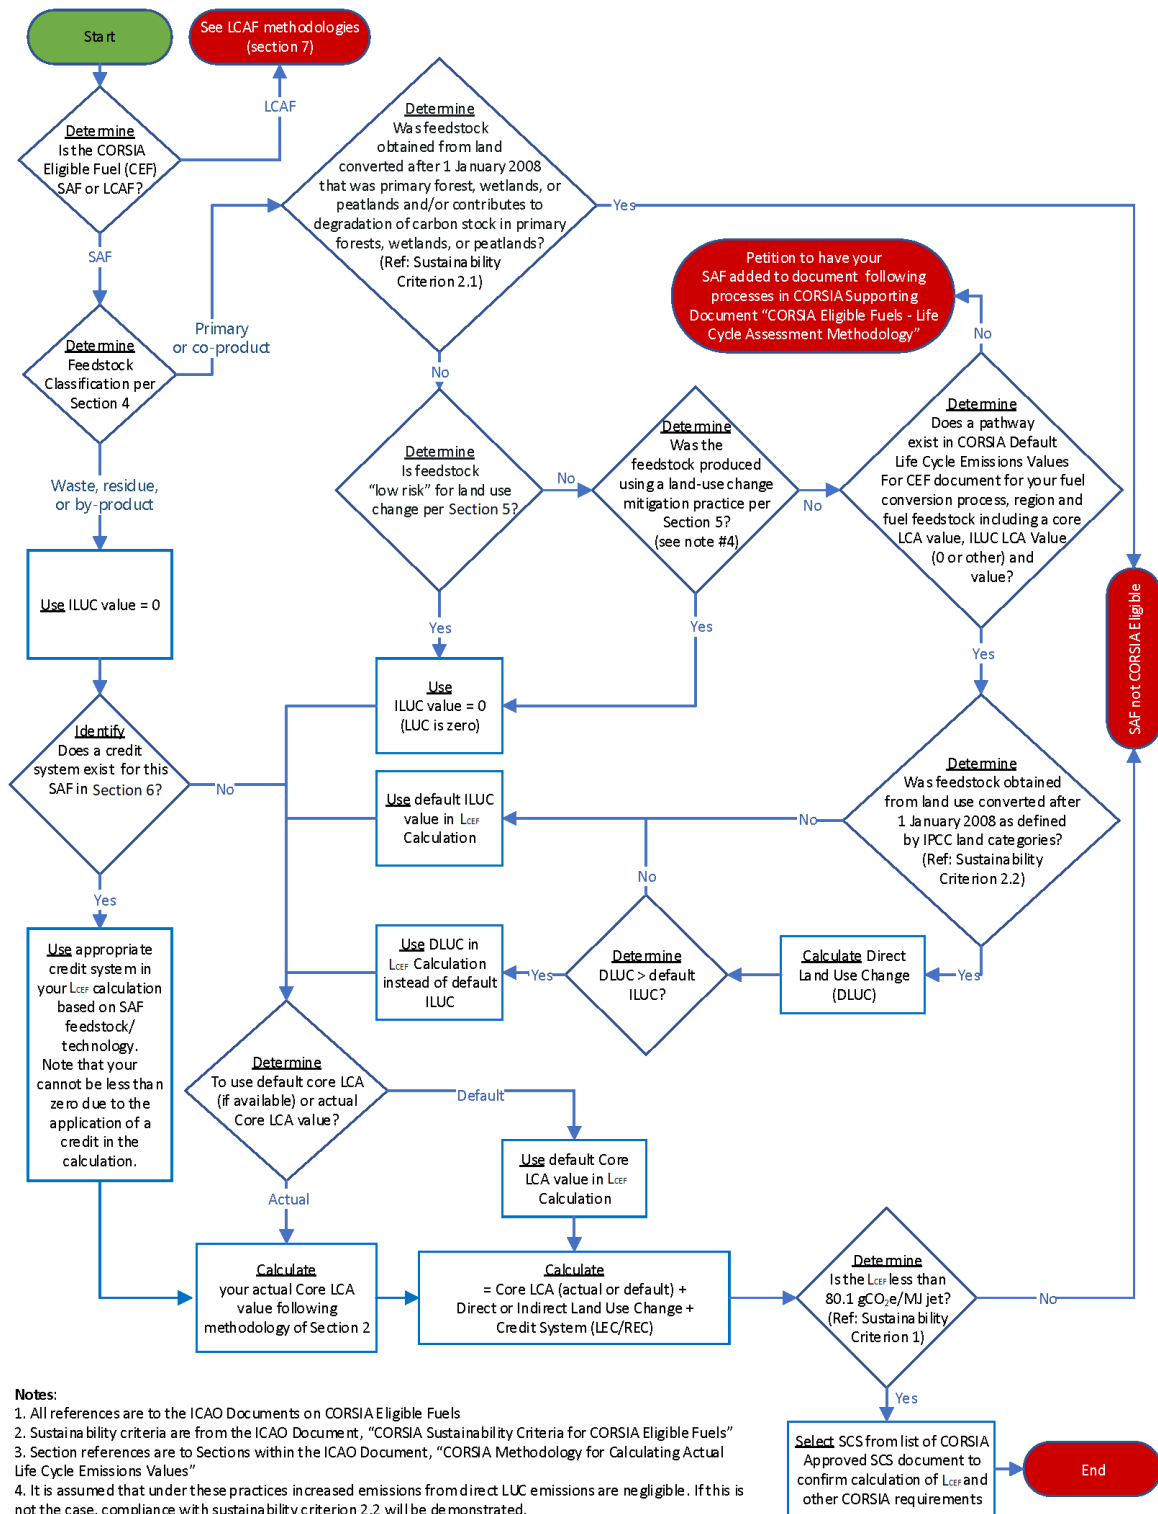 Start
See LCAF methodologies
(section 7)
LCAF
Determine
Is the CORSIA
Eligible Fuel (CEF)
SAF or LCAF?
SAF
Determine
Feedstock
Classification per
Section 4
Primary
or co-product
Waste, residue,
or by-product
Use ILUC value = 0
Identify
Does a credit
system exist for this
SAF in Section 6?
No
Yes
Use appropriate
credit system in
your LCEF calculation
based on SAF
feedstock/
technology.
Note that your
cannot be less than
zero due to the
application of a
credit in the
calculation.
Determine
Was feedstock
obtained from land
converted after 1 January 2008
that was primary forest, wetlands, or
peatlands and/or contributes to
degradation of carbon stock in primary
forests, wetlands, or peatlands?
(Ref: Sustainability
Criterion 2.1)
Yes
No
Petition to have your
SAF added to document following
processes in CORSIA Supporting
Document “CORSIA Eligible Fuels - Life
Cycle Assessment Methodology”
No
Determine
Is feedstock
“low risk” for land use
change per Section 5?
No
Yes
Determine
Was the
feedstock produced
using a land-use change
mitigation practice per
Section 5?
(see note #4)
No
Yes
Determine
Does a pathway
exist in CORSIA Default
Life Cycle Emissions Values
For CEF document for your fuel
conversion process, region and
fuel feedstock including a core
LCA value, ILUC LCA Value
(0 or other) and
value?
Yes
SAF not CORSIA Eligible
Use
ILUC value = 0
(LUC is zero)
Use default ILUC
value in LCEF
Calculation
No
Determine
Was feedstock obtained
from land use converted after
1 January 2008 as defined
by IPCC land categories?
(Ref: Sustainability
Criterion 2.2)
Yes
Calculate Direct
Land Use Change
(DLUC)
No
Determine
DLUC > default
ILUC?
Yes
Use DLUC in
LCEF Calculation
instead of default
ILUC
Determine
To use default core LCA
(if available) or actual
Core LCA value?
Default
Actual
Use default Core
LCA value in LCEF
Calculation
Calculate
your actual Core LCA
value following
methodology of Section 2
Calculate
= Core LCA (actual or default) +
Direct or Indirect Land Use Change +
Credit System (LEC/REC)
Determine
Is the LCEF less than
80.1 gCO2e/MJ jet?
(Ref: Sustainability
Criterion 1)
No
Yes
Select SCS from list of CORSIA
Approved SCS document to
confirm calculation of LCEF and
other CORSIA requirements
End
Notes:
1. All references are to the ICAO Documents on CORSIA Eligible Fuels
2. Sustainability criteria are from the ICAO Document, “CORSIA Sustainability Criteria for CORSIA Eligible Fuels”
3. Section references are to Sections within the ICAO Document, “CORSIA Methodology for Calculating Actual
Life Cycle Emissions Values”
4. It is assumed that under these practices increased emissions from direct LUC emissions are negligible. If this is
not the case, compliance with sustainability criterion 2.2 will be demonstrated.